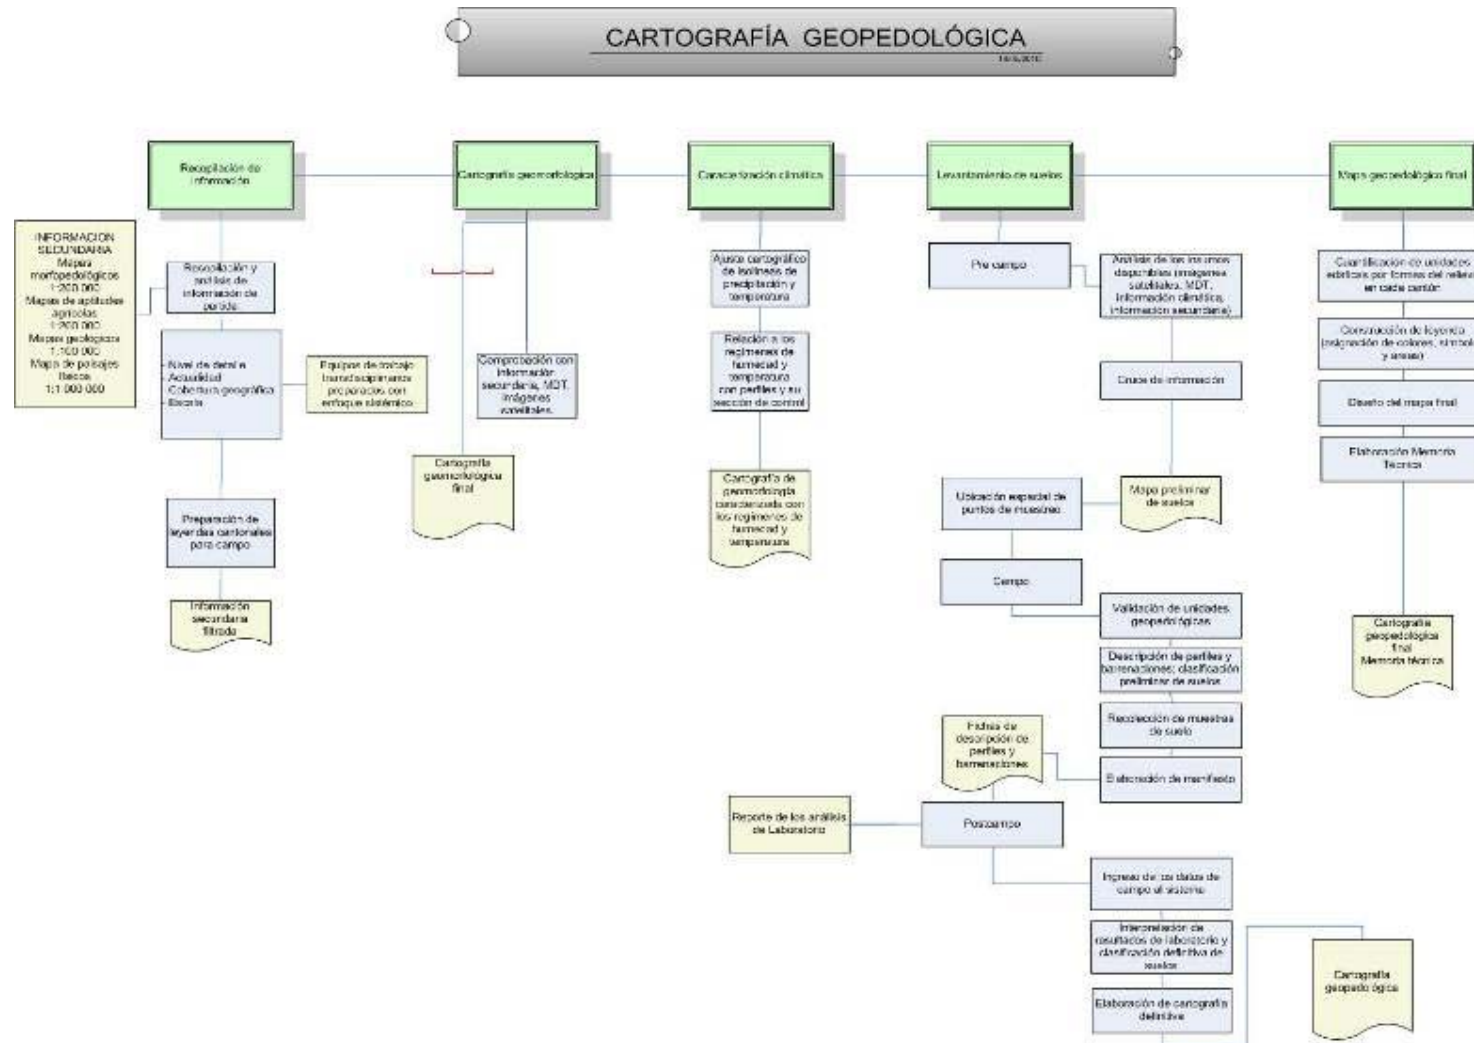 CARTOGRAFÍA GEOPEDOLÓGICA
Recopilación de
información
Cartografía geomorfológica
Caracterización climática
Levantamiento de suelos
Mapa geopedológico final
INFORMACION
SECUNDARIA
Mapas
morfopedológicos
1:200 000
Mapas de aptitudes
agrícolas
1:200 000
Mapas geológicos
1:100 000
Mapa de paisajes
físicos
1:1 000 000
Recopilación y
análisis de
información de
partida
- Nivel de detalle
- Actualidad
- Cobertura geográfica
- Escala
Equipos de trabajo
transdisciplinarios
preparados con
enfoque sistémico
Preparación de
leyendas cantonales
para campo
Información
secundaria
filtrada
Comprobación con
información
secundaria, MDT,
imágenes
satelitales.
Cartografía
geomorfológica
final
Ajuste cartográfico
de isolíneas de
precipitación y
temperatura
Relación a los
regímenes de
humedad y
temperatura
con perfiles y su
sección de control
Cartografía de
geomorfología
caracterizada con
los regímenes de
humedad y
temperatura
Pre campo
Análisis de los insumos
disponibles (imágenes
satelitales, MDT,
información climática,
información secundaria)
Cruce de información
Mapa preliminar
de suelos
Ubicación espacial de
puntos de muestreo
Campo
Validación de unidades
geopedológicas
Descripción de perfiles y
barrenaciones; clasificación
preliminar de suelos
Recolección de muestras
de suelo
Elaboración de manifiesto
Fichas de
descripción de
perfiles y
barrenaciones
Reporte de los análisis
de Laboratorio
Postcampo
Ingreso de los datos de
campo al sistema
Interpretación de
resultados de laboratorio y
clasificación definitiva de
suelos
Elaboración de cartografía
definitiva
Cartografía
geopedológica
Cuantificación de unidades
edáficas por formas del relieve
en cada cantón
Construcción de leyenda
(asignación de colores, símbolo
y áreas)
Diseño del mapa final
Elaboración Memoria
Técnica
Cartografía
geopedológica
final
Memoria técnica